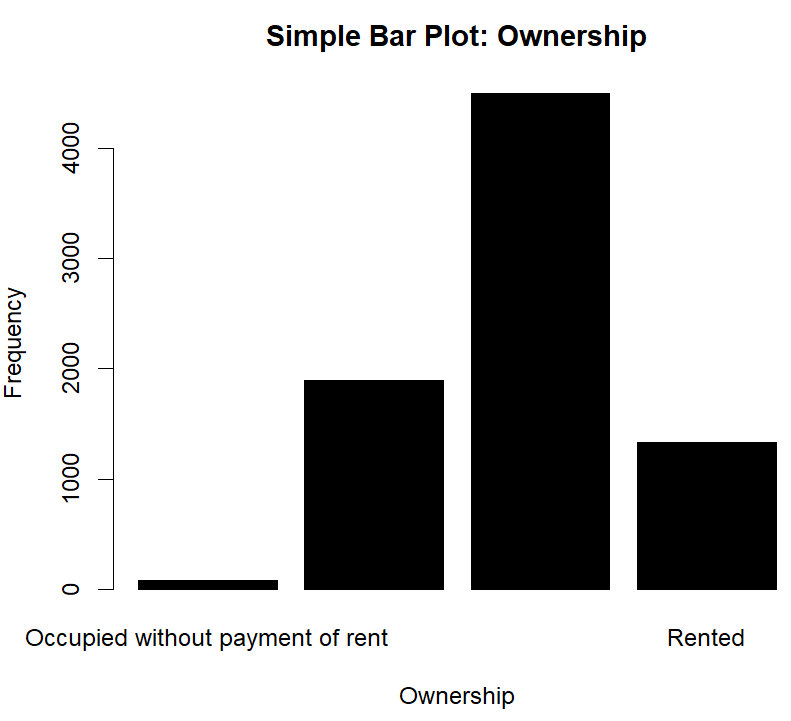 Simple Bar Plot: Ownership
Frequency
4000
3000
2000
1000
0
Occupied without payment of rent
Rented
Ownership